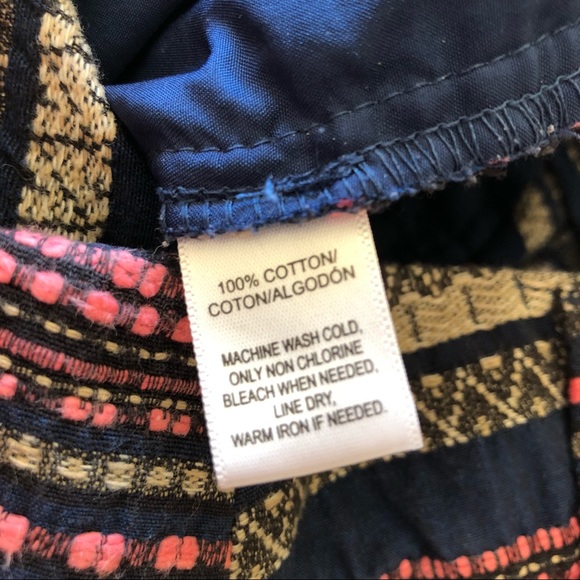 100% COTTON/
COTON/ALGODÓN
MACHINE WASH COLD,
ONLY NON CHLORINE
BLEACH WHEN NEEDED,
LINE DRY,
WARM IRON IF NEEDED.